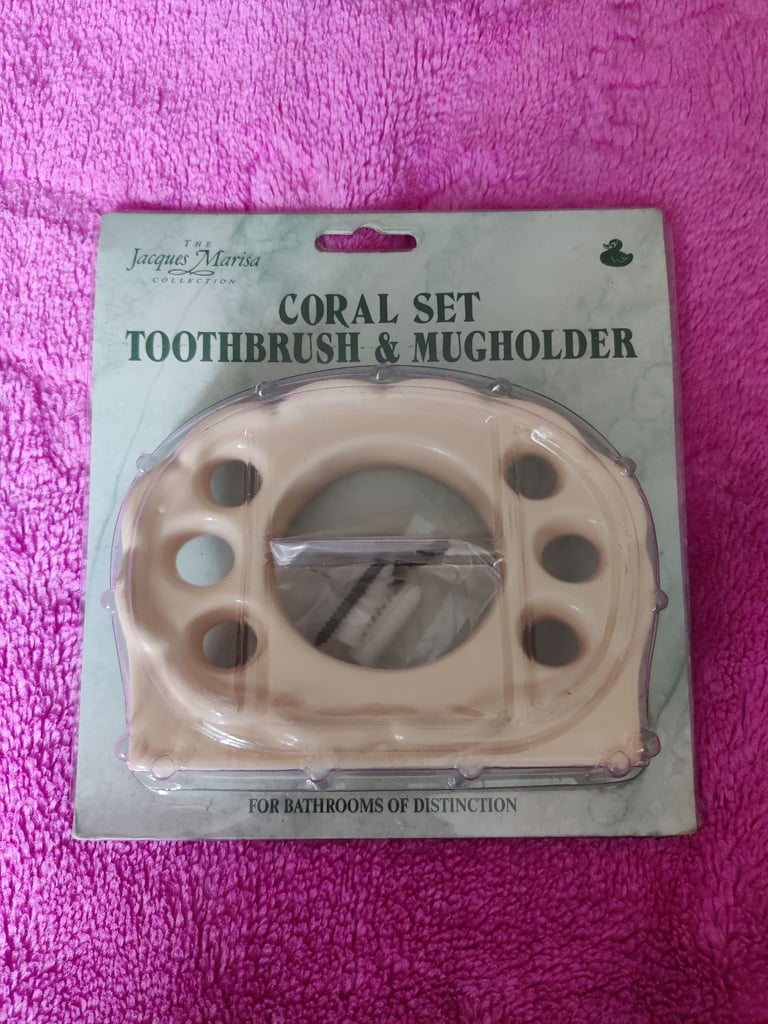 THE
Jacques Marisa
COLLECTION
CORAL SET
TOOTHBRUSH & MUGHOLDER
FOR BATHROOMS OF DISTINCTION